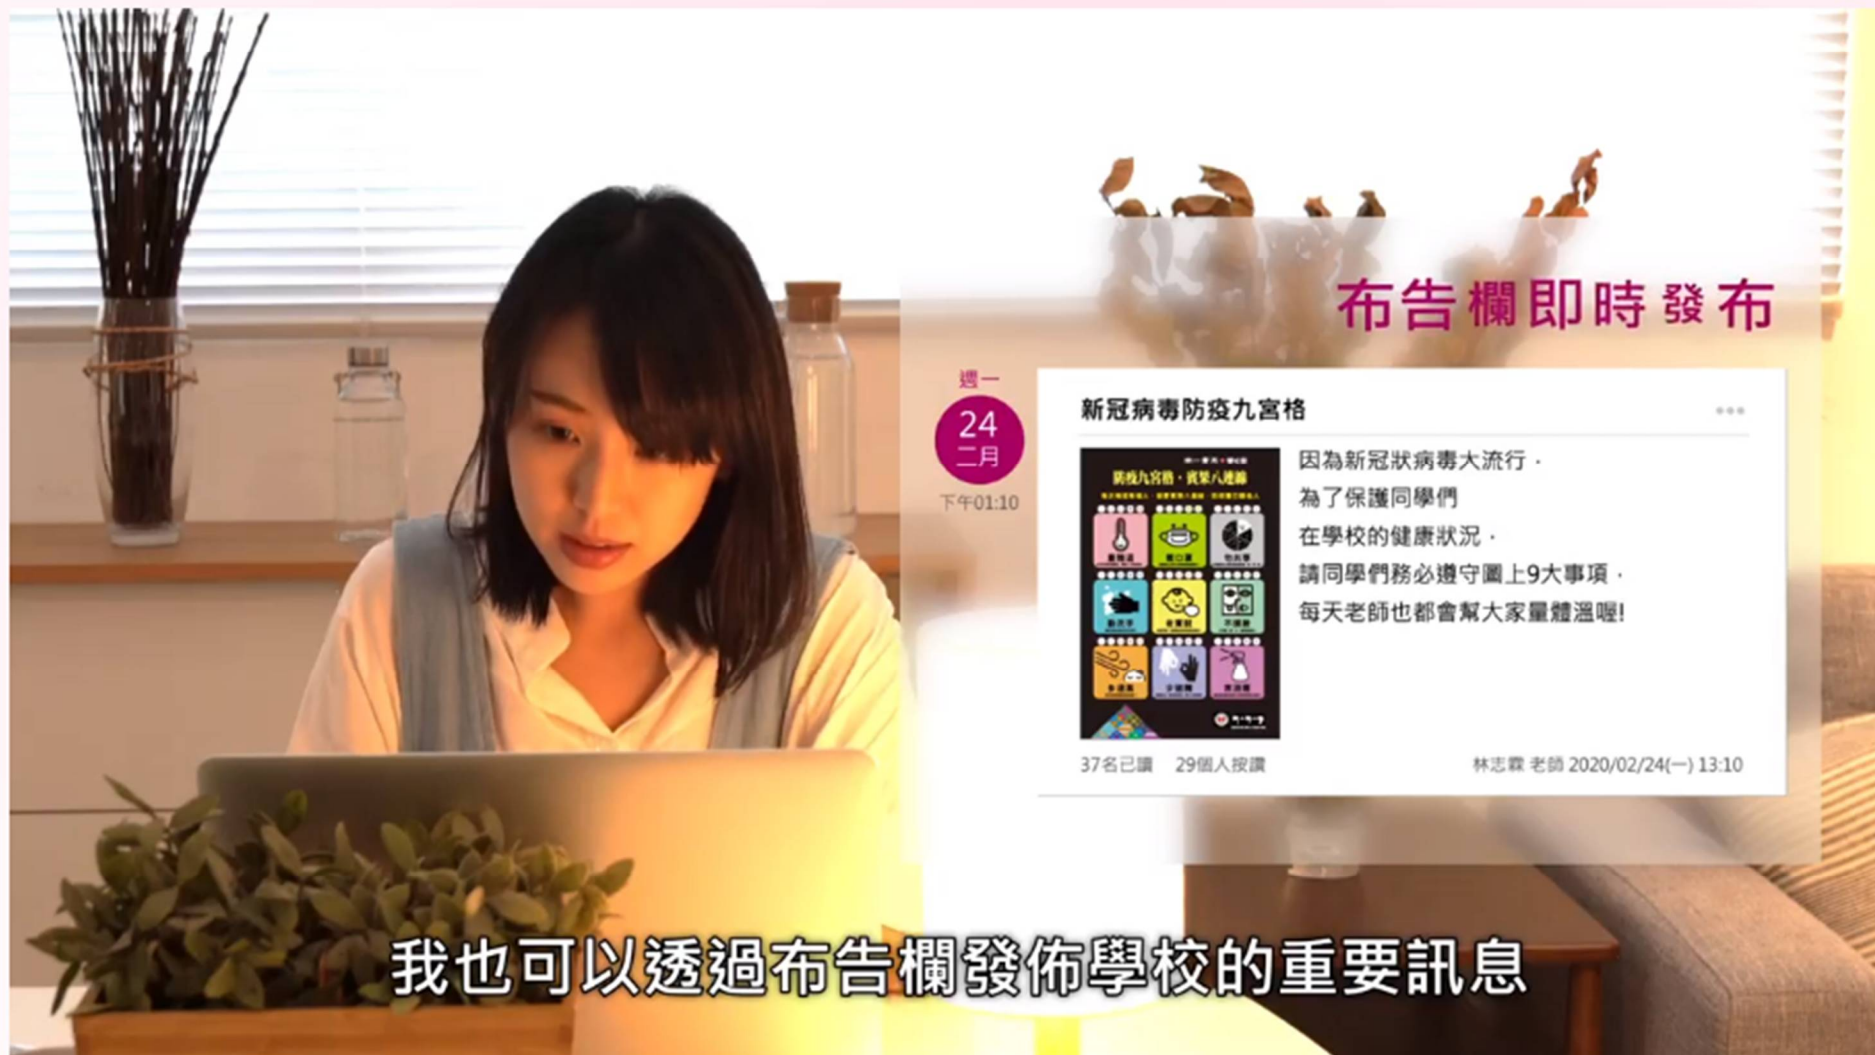 布告欄即時發布
週一
24
二月
下午01:10
新冠病毒防疫九宮格
防疫九宮格，賓果八連線
因為新冠狀病毒大流行，
為了保護同學們
在學校的健康狀況，
請同學們務必遵守圖上9大事項，
每天老師也都會幫大家量體溫喔!
37名已讀 29個人按讚
林志霖 老師 2020/02/24(一) 13:10
我也可以透過布告欄發佈學校的重要訊息